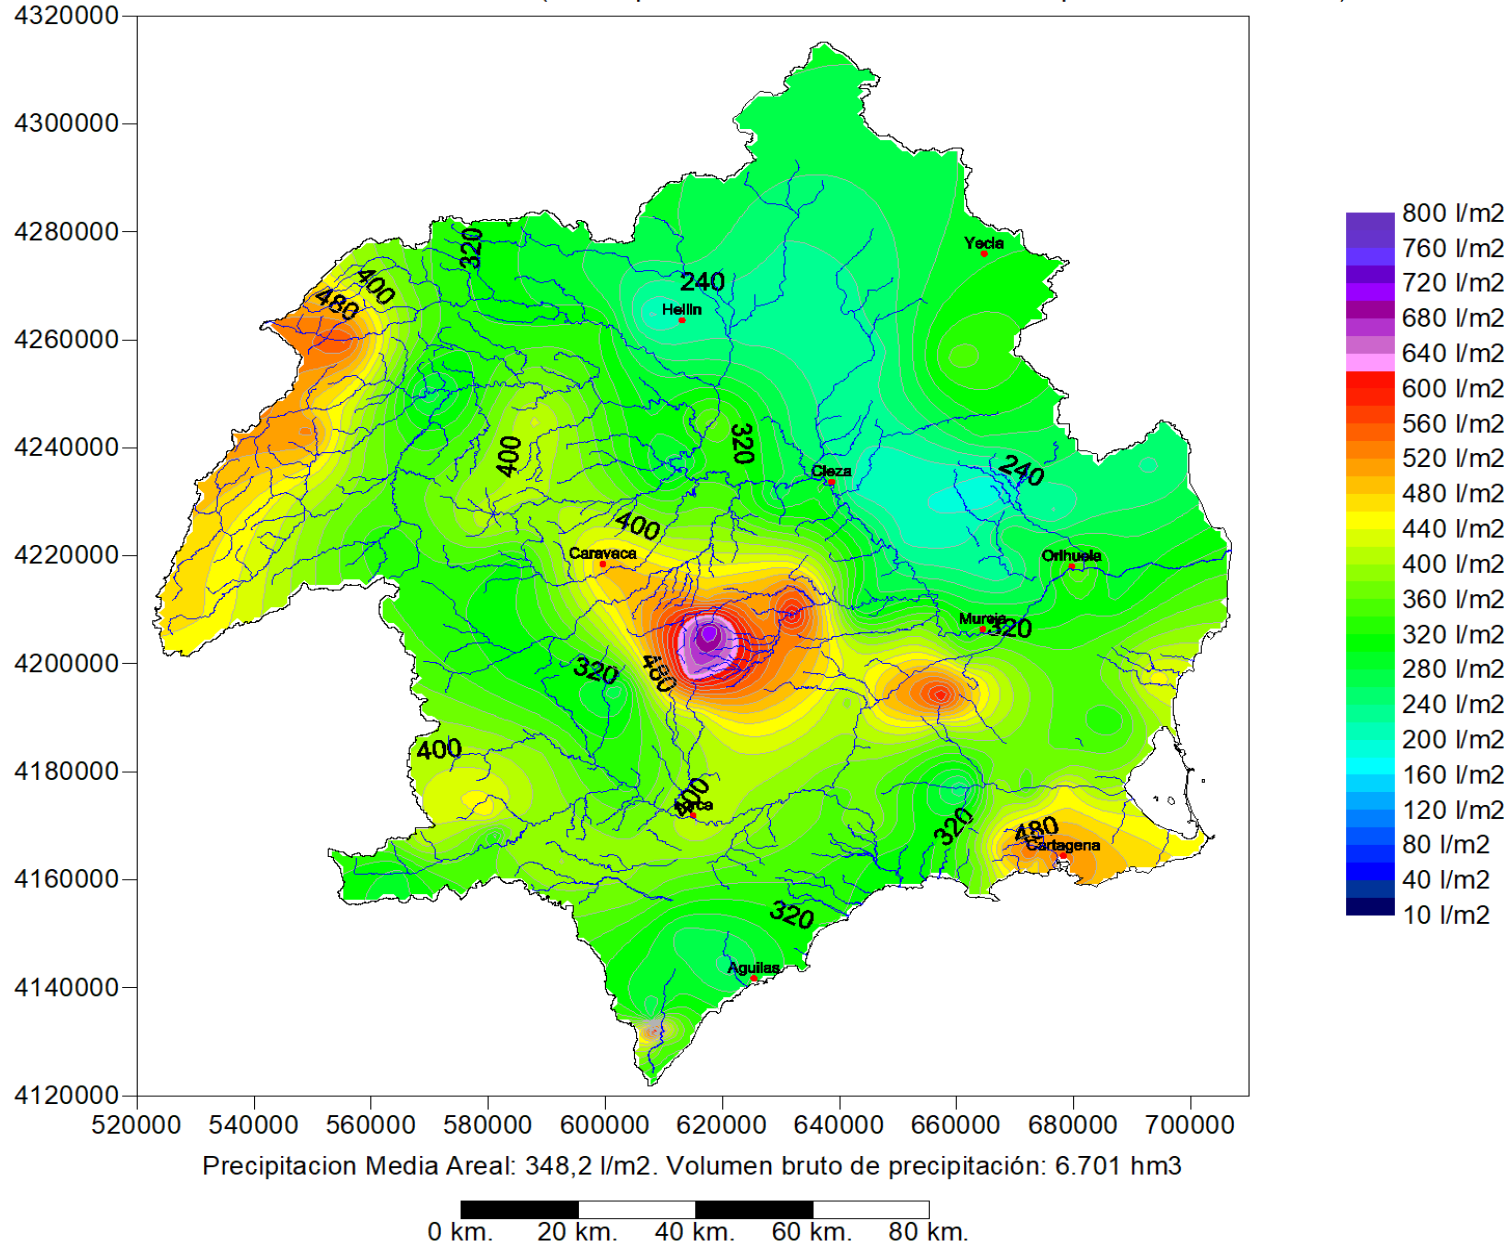 4320000
4300000
4280000
4260000
4240000
4220000
4200000
4180000
4160000
4140000
4120000
520000 540000 560000 580000 600000 620000 640000 660000 680000 700000
320
400
480
240
Hellin
Yecla
400
320
Cieza
240
400
Caravaca
Orihuela
Murcia
320
480
320
400
400
320
480
Cartagena
320
Aguilas
800 l/m2
760 l/m2
720 l/m2
680 l/m2
640 l/m2
600 l/m2
560 l/m2
520 l/m2
480 l/m2
440 l/m2
400 l/m2
360 l/m2
320 l/m2
280 l/m2
240 l/m2
200 l/m2
160 l/m2
120 l/m2
80 l/m2
40 l/m2
10 l/m2
Precipitacion Media Areal: 348,2 l/m2. Volumen bruto de precipitación: 6.701 hm3
0 km. 20 km. 40 km. 60 km. 80 km.